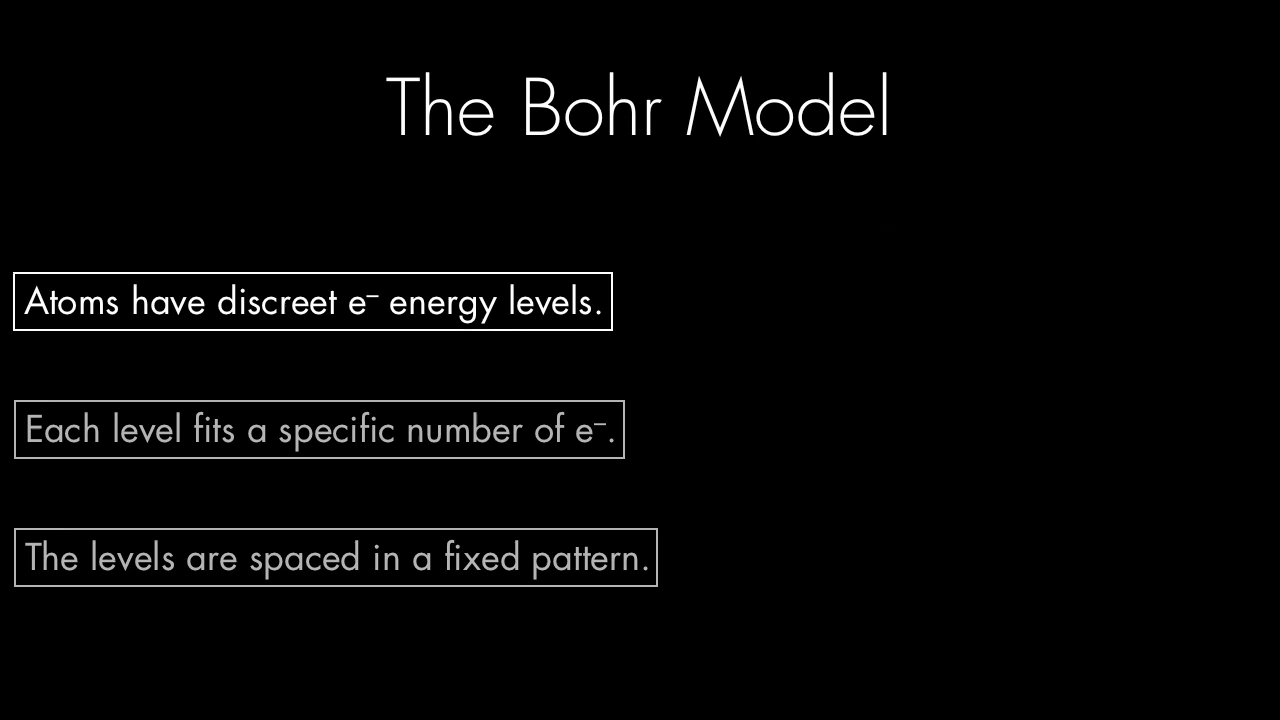 The Bohr Model
Atoms have discreet e⁻ energy levels.
Each level fits a specific number of e⁻.
The levels are spaced in a fixed pattern.